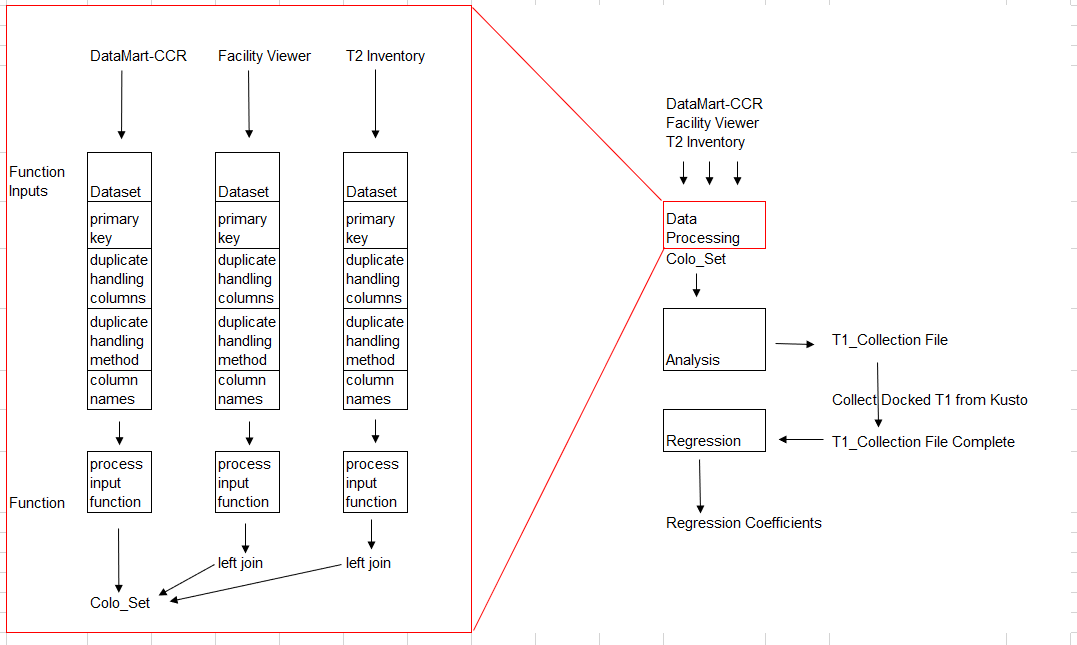 DataMart-CCR
Facility Viewer
T2 Inventory
Function
Inputs
Dataset
primary
key
duplicate
handling
columns
duplicate
handling
method
column
names
Dataset
primary
key
duplicate
handling
columns
duplicate
handling
method
column
names
Dataset
primary
key
duplicate
handling
columns
duplicate
handling
method
column
names
Function
process
input
function
process
input
function
process
input
function
left join
left join
Colo_Set
DataMart-CCR
Facility Viewer
T2 Inventory
Data
Processing
Colo_Set
Analysis
T1_Collection File
Collect Docked T1 from Kusto
T1_Collection File Complete
Regression
Regression Coefficients